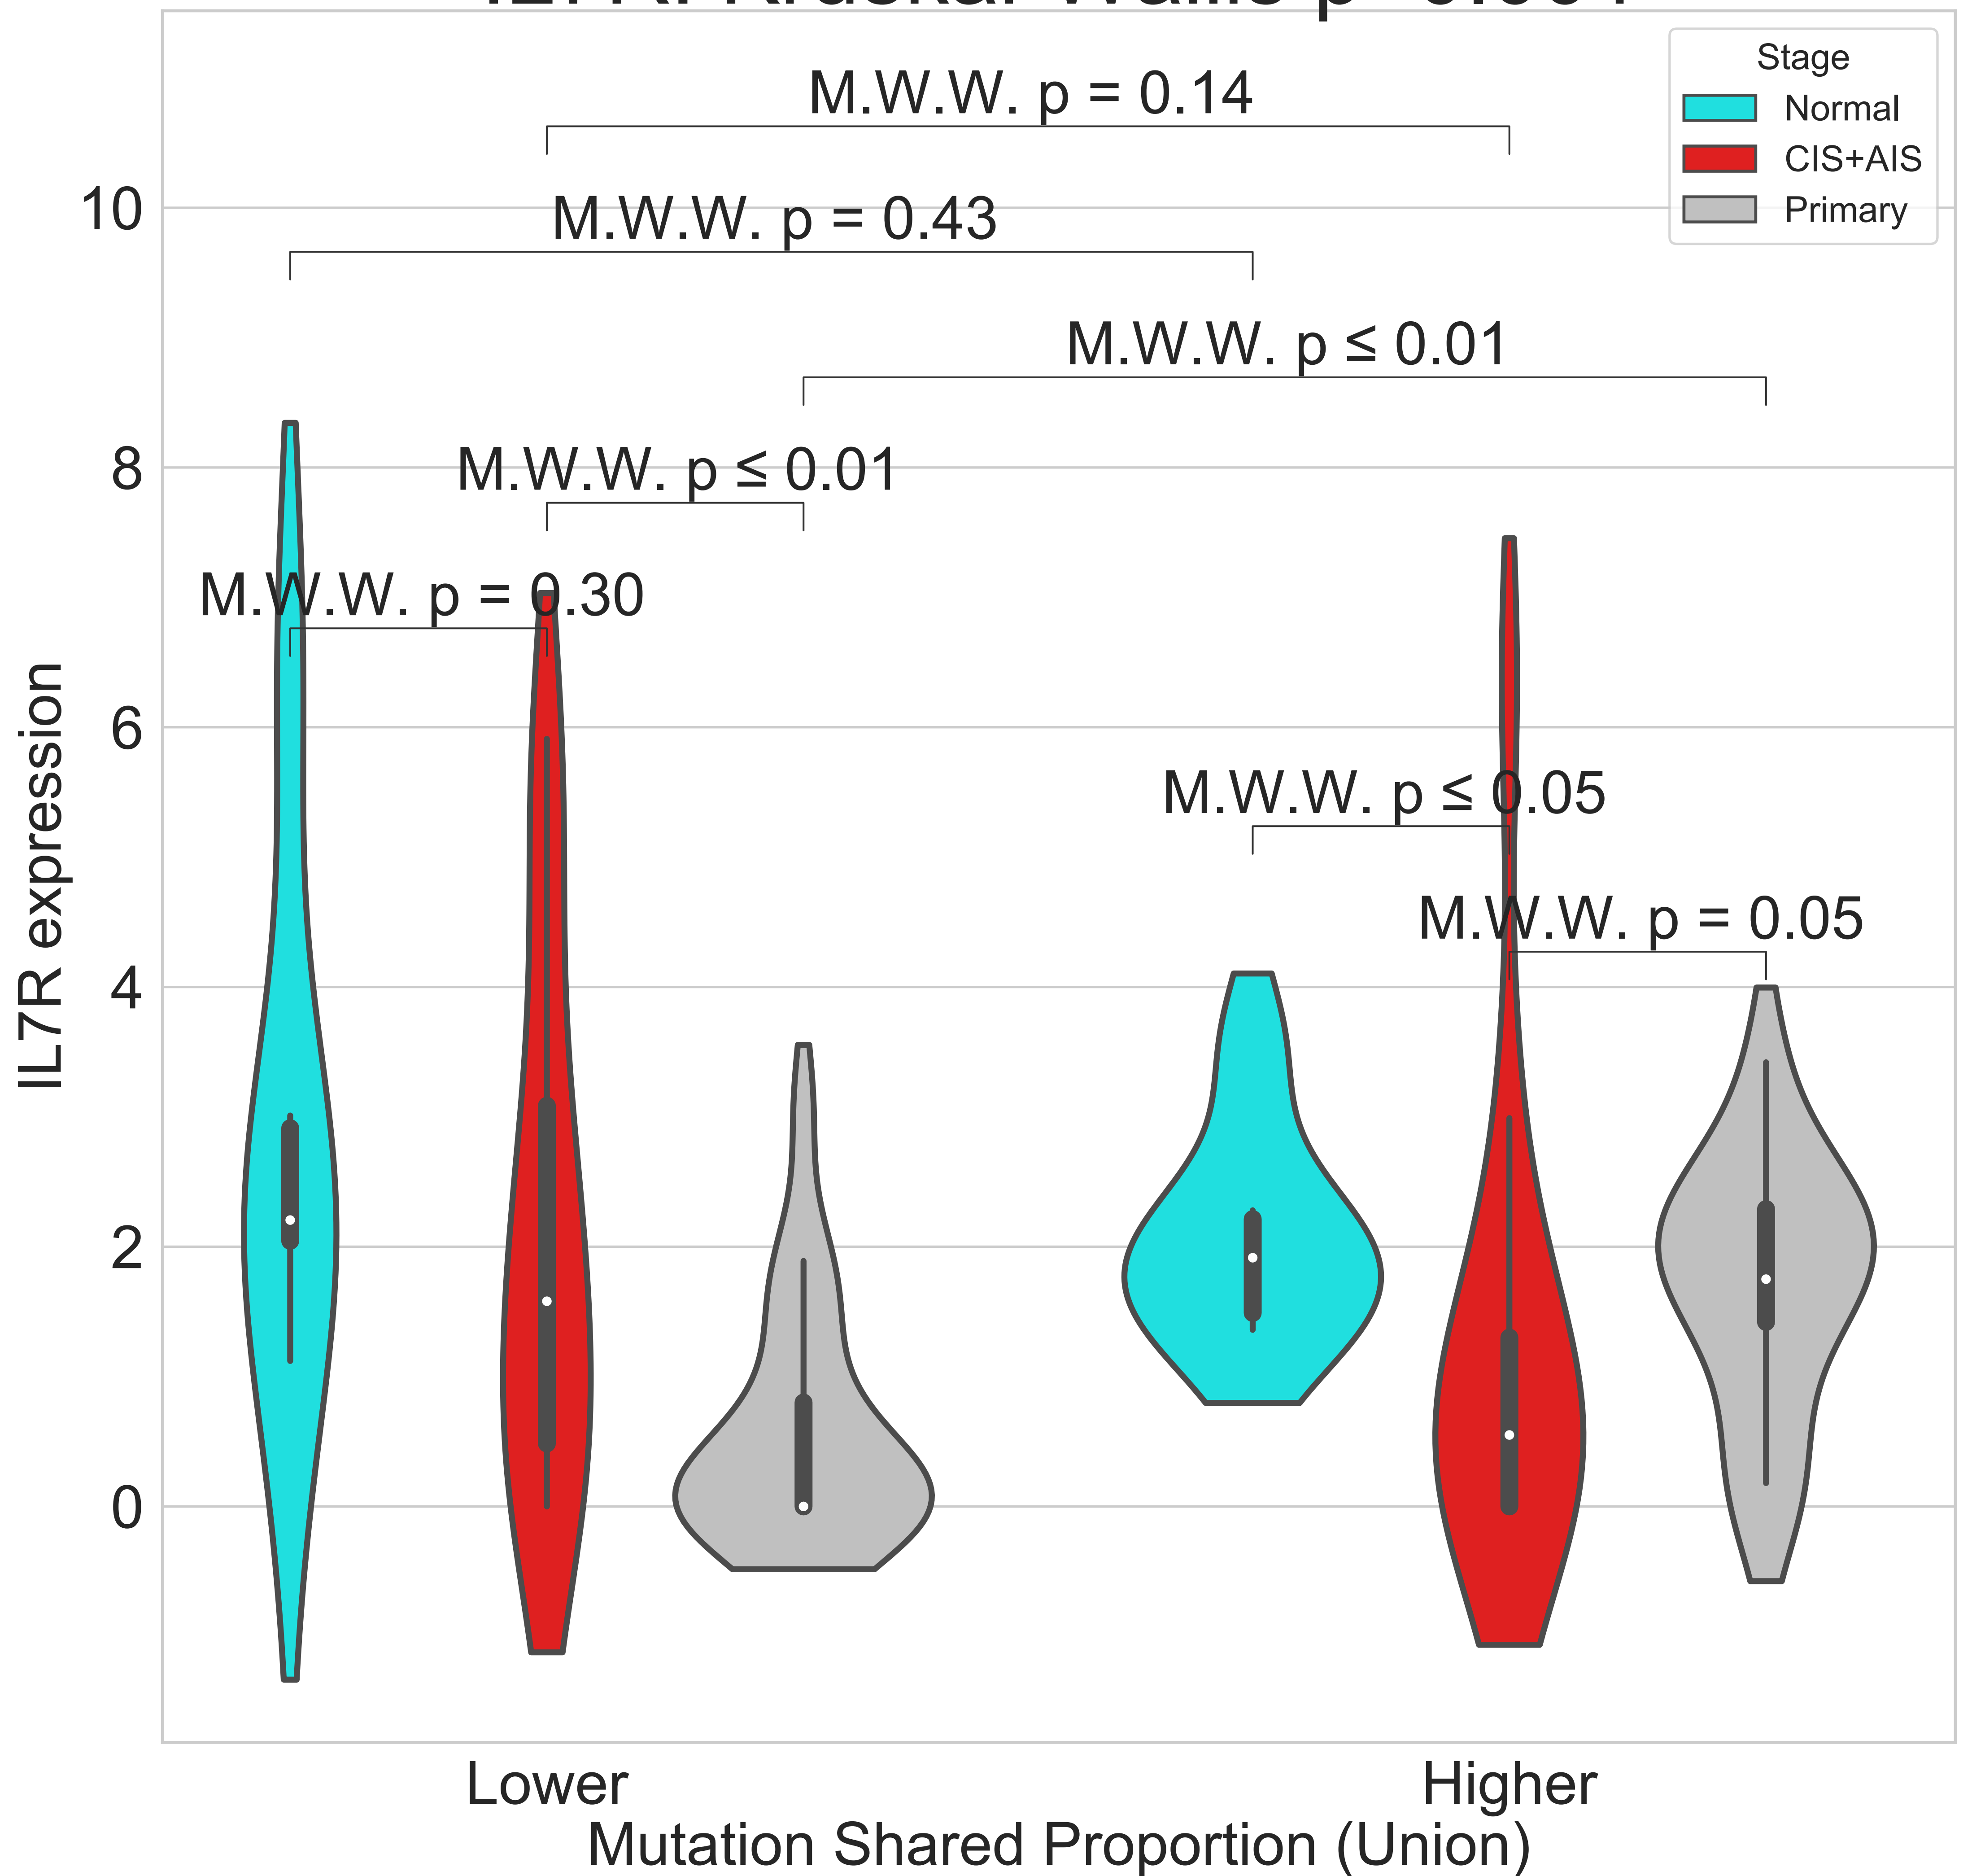 Stage
Normal
CIS+AIS
Primary
M.W.W. p = 0.14
M.W.W. p = 0.43
M.W.W. p ≤ 0.01
M.W.W. p ≤ 0.01
M.W.W. p = 0.30
M.W.W. p ≤ 0.05
M.W.W. p = 0.05
10
8
6
4
2
0
IL7R expression
Lower
Higher
Mutation Shared Proportion (Union)